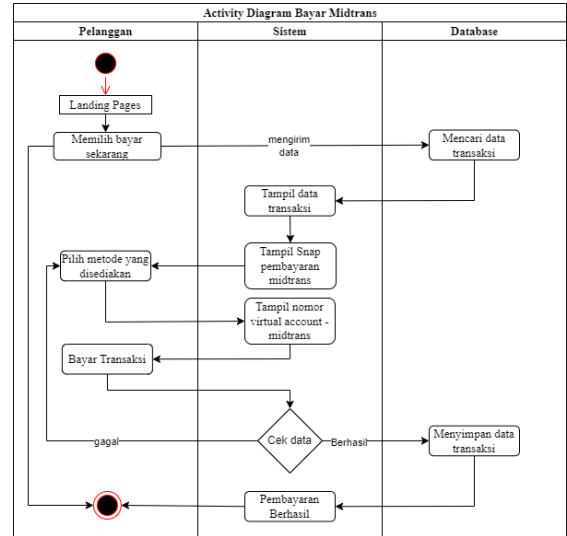 Activity Diagram Bayar Midtrans
Pelanggan
Sistem
Database
Landing Pages
Memilih bayar
sekarang
mengirim
data
Mencari data
transaksi
Tampil data
transaksi
Tampil Snap
pembayaran
midtrans
Pilih metode yang
disediakan
Tampil nomor
virtual account -
midtrans
Bayar Transaksi
Cek data
gagal
Berhasil
Menyimpan data
transaksi
Pembayaran
Berhasil